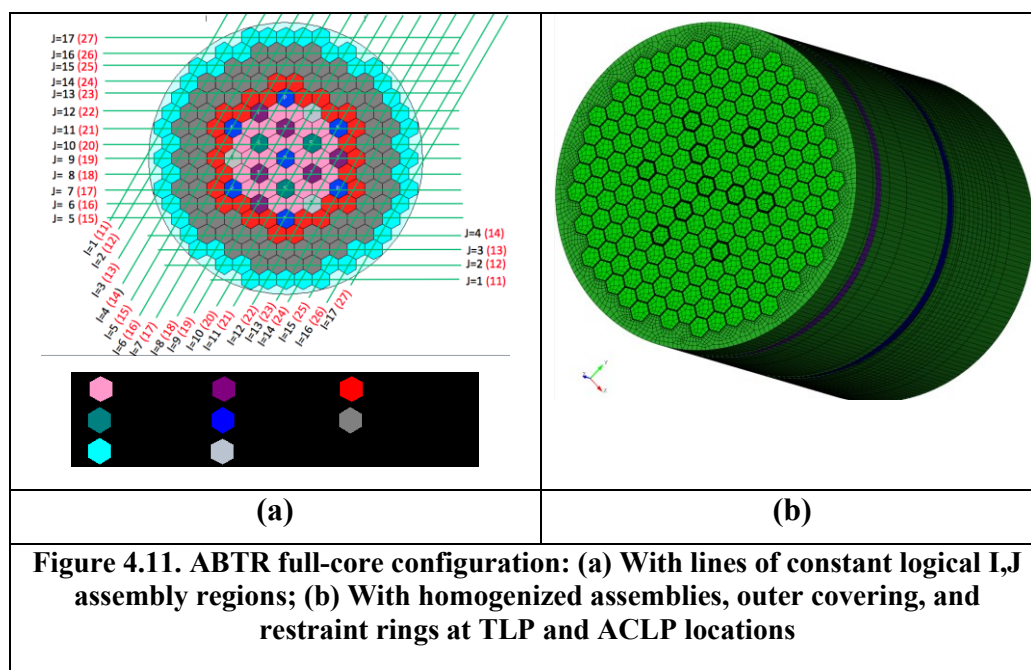 J=17 (27)
J=16 (26)
J=15 (25)
J=14 (24)
J=13 (23)
J=12 (22)
J=11 (21)
J=10 (20)
J= 9 (19)
J= 8 (18)
J= 7 (17)
J= 6 (16)
J= 5 (15)
J=4 (14)
J=3 (13)
J=2 (12)
J=1 (11)
I=1 (11)
I=2 (12)
I=3 (13)
I=4 (14)
I=5 (15)
I=6 (16)
I=7 (17)
I=8 (18)
I=9 (19)
I=10 (20)
I=11 (21)
I=12 (22)
I=13 (23)
I=14 (24)
I=15 (25)
I=16 (26)
I=17 (27)
(a)
(b)
Figure 4.11. ABTR full-core configuration: (a) With lines of constant logical I,J
assembly regions; (b) With homogenized assemblies, outer covering, and
restraint rings at TLP and ACLP locations